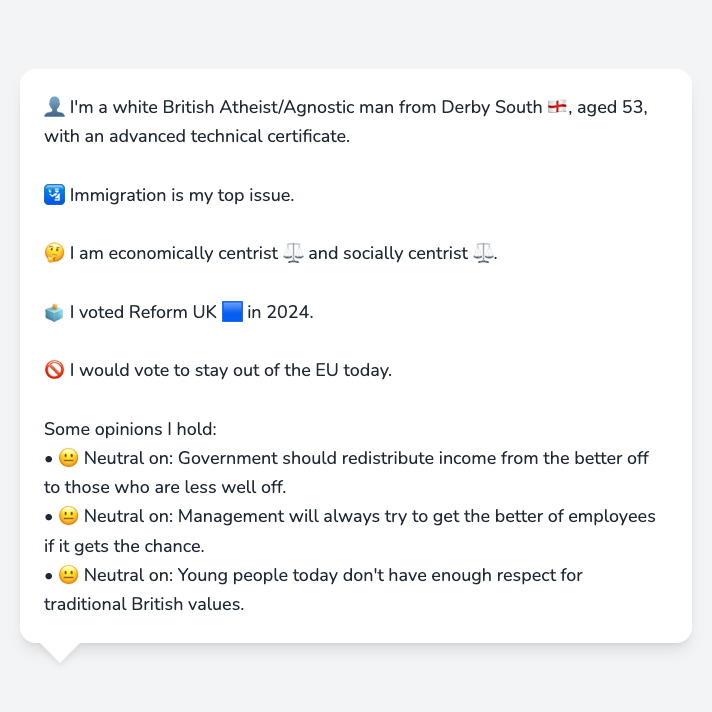 👤 I'm a white British Atheist/Agnostic man from Derby South 🏴󠁧󠁢󠁥󠁮󠁧󠁿, aged 53,
with an advanced technical certificate.
🛂 Immigration is my top issue.
🤔 I am economically centrist ⚖️ and socially centrist ⚖️.
🗳️ I voted Reform UK 🟦 in 2024.
🚫 I would vote to stay out of the EU today.
Some opinions I hold:
• 😐 Neutral on: Government should redistribute income from the better off
to those who are less well off.
• 😐 Neutral on: Management will always try to get the better of employees
if it gets the chance.
• 😐 Neutral on: Young people today don't have enough respect for
traditional British values.